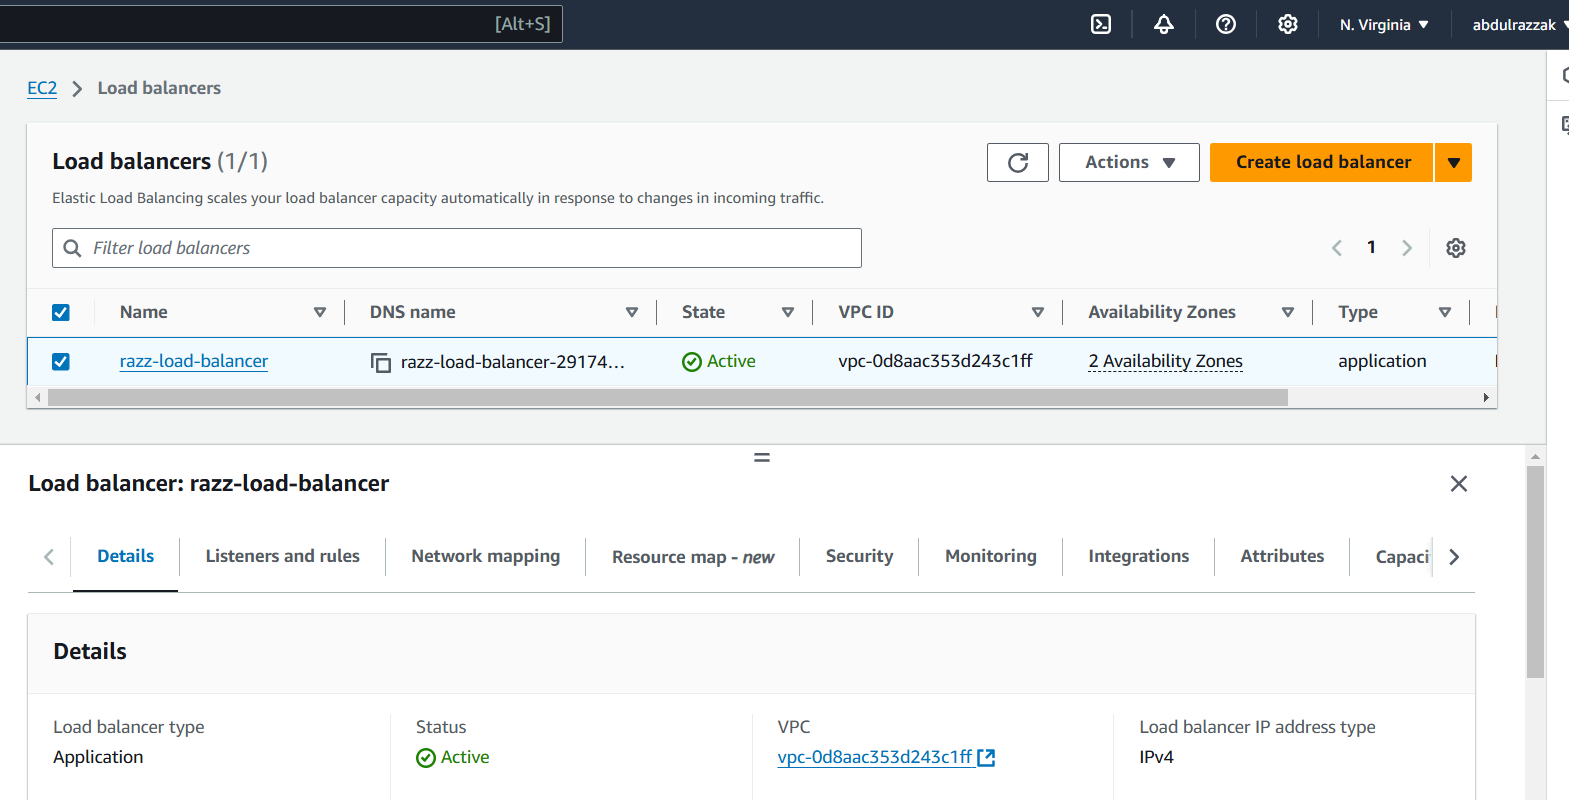 [Alt+S]
N. Virginia
abdulrazzak
EC2
Load balancers
Load balancers (1/1)
Actions
Create load balancer
Elastic Load Balancing scales your load balancer capacity automatically in response to changes in incoming traffic.
Filter load balancers
1
Name
DNS name
State
VPC ID
Availability Zones
Type
razz-load-balancer
razz-load-balancer-29174...
Active
vpc-0d8aac353d243c1ff
2 Availability Zones
application
Load balancer: razz-load-balancer
Details
Listeners and rules
Network mapping
Resource map - new
Security
Monitoring
Integrations
Attributes
Capaci
Details
Load balancer type
Status
VPC
Load balancer IP address type
Application
Active
vpc-0d8aac353d243c1ff
IPv4